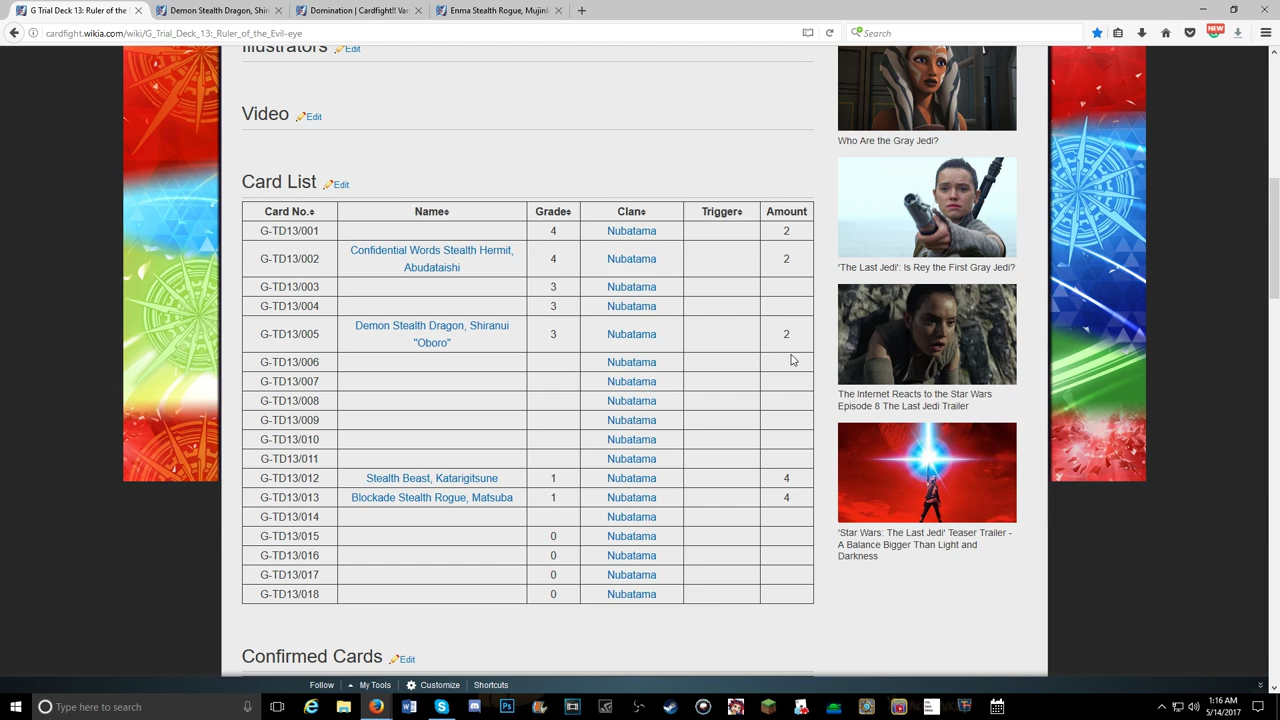 G Trial Deck 13: Ruler of the
Demon Stealth Dragon, Shir
Domination | Cardfight!! Van
Enma Stealth Rogue, Mujin
cardfight.wikia.com/wiki/G_Trial_Deck_13:_Ruler_of_the_Evil-eye
Search
NEW
Illustrators Edit
Video Edit
Card List Edit
Card No. Name Grade Clan Trigger Amount
G-TD13/001 4 Nubatama 2
G-TD13/002 Confidential Words Stealth Hermit, Abudataishi 4 Nubatama 2
G-TD13/003 3 Nubatama
G-TD13/004 3 Nubatama
G-TD13/005 Demon Stealth Dragon, Shiranui "Oboro" 3 Nubatama 2
G-TD13/006 Nubatama
G-TD13/007 Nubatama
G-TD13/008 Nubatama
G-TD13/009 Nubatama
G-TD13/010 Nubatama
G-TD13/011 Nubatama
G-TD13/012 Stealth Beast, Katarigitsune 1 Nubatama 4
G-TD13/013 Blockade Stealth Rogue, Matsuba 1 Nubatama 4
G-TD13/014 Nubatama
G-TD13/015 0 Nubatama
G-TD13/016 0 Nubatama
G-TD13/017 0 Nubatama
G-TD13/018 0 Nubatama
Confirmed Cards Edit
Who Are the Gray Jedi?
'The Last Jedi': Is Rey the First Gray Jedi?
The Internet Reacts to the Star Wars
Episode 8 The Last Jedi Trailer
'Star Wars: The Last Jedi' Teaser Trailer -
A Balance Bigger Than Light and
Darkness
Follow My Tools Customize Shortcuts
Type here to search
1:16 AM
5/14/2017